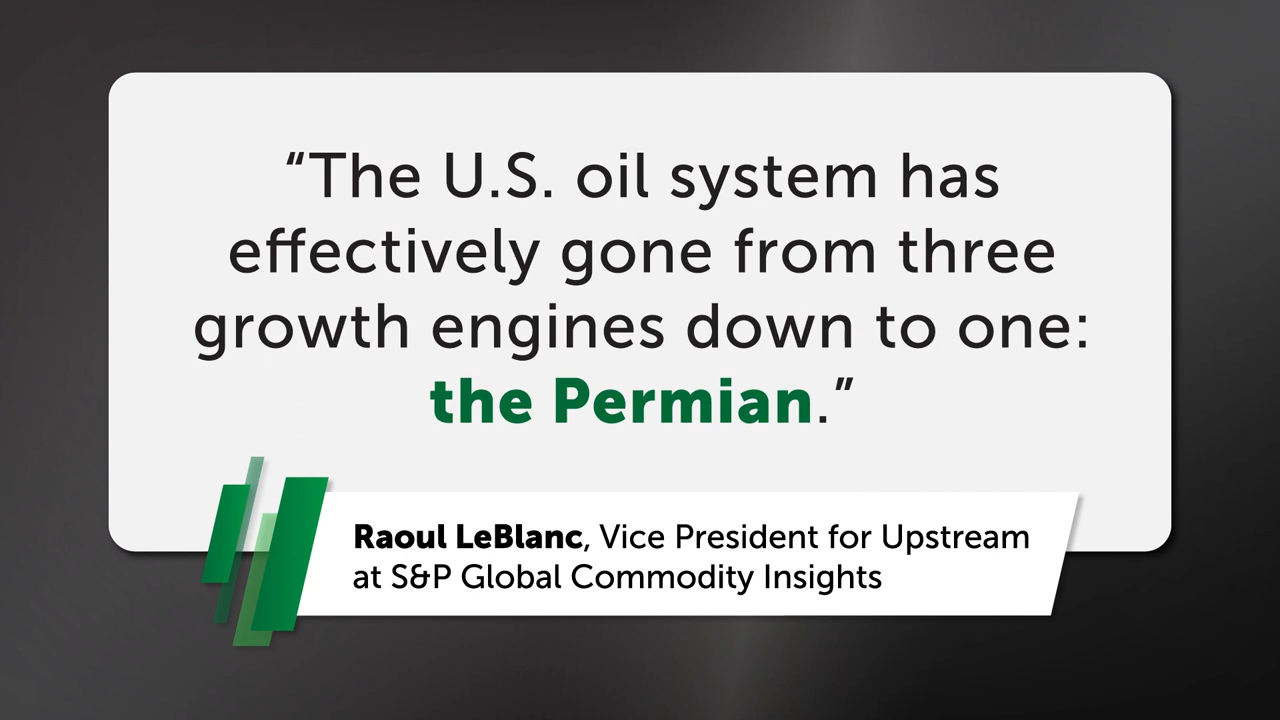 “The U.S. oil system has
effectively gone from three
growth engines down to one:
the Permian.”
Raoul LeBlanc, Vice President for Upstream
at S&P Global Commodity Insights